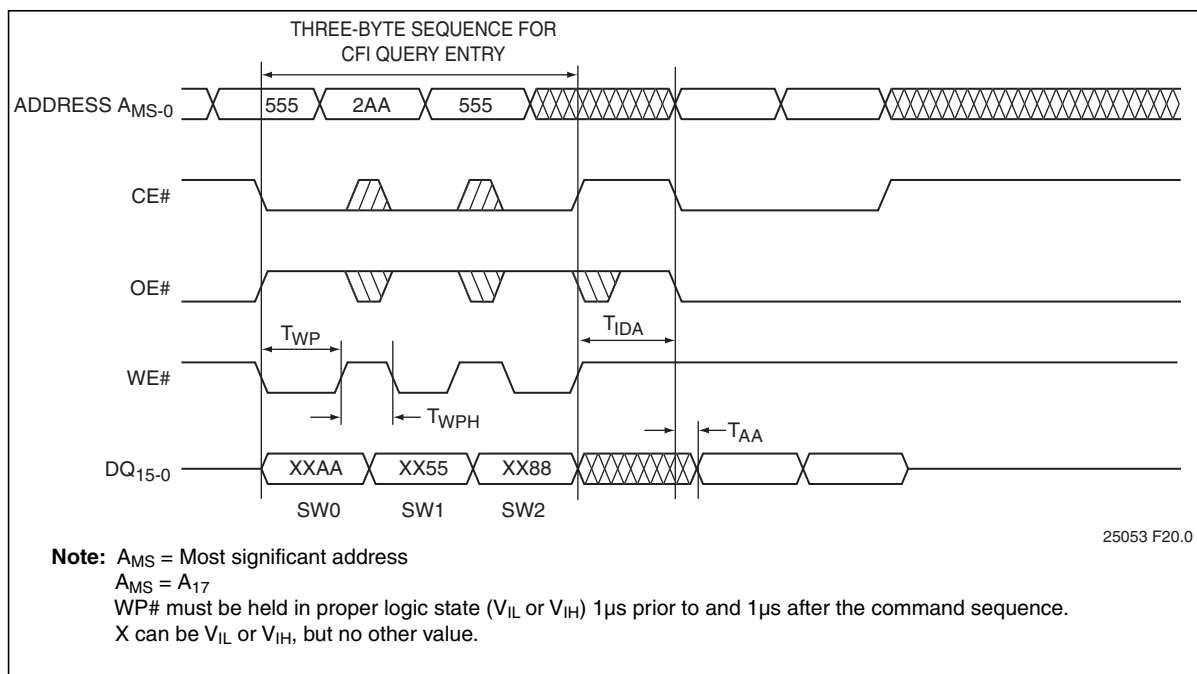 THREE-BYTE SEQUENCE FOR
CFI QUERY ENTRY
ADDRESS AMS-0
555
2AA
555
CE#
OE#
TWP
TIDA
WE#
TWPH
TAA
DQ15-0
XXAA
XX55
XX88
SW0
SW1
SW2
25053 F20.0
Note: AMS = Most significant address
AMS = A17
WP# must be held in proper logic state (VIL or VIH) 1µs prior to and 1µs after the command sequence.
X can be VIL or VIH, but no other value.